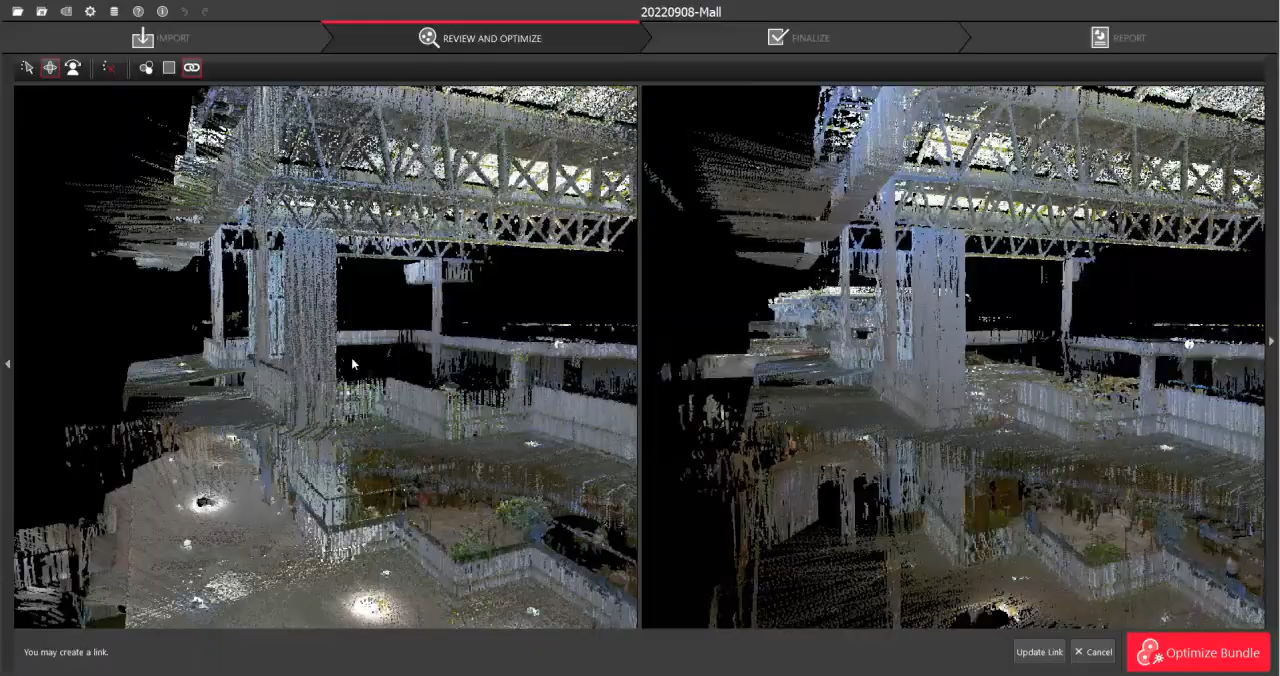 20220908-Mall
IMPORT
REVIEW AND OPTIMIZE
FINALIZE
REPORT
You may create a link.
Update Link
Cancel
Optimize Bundle